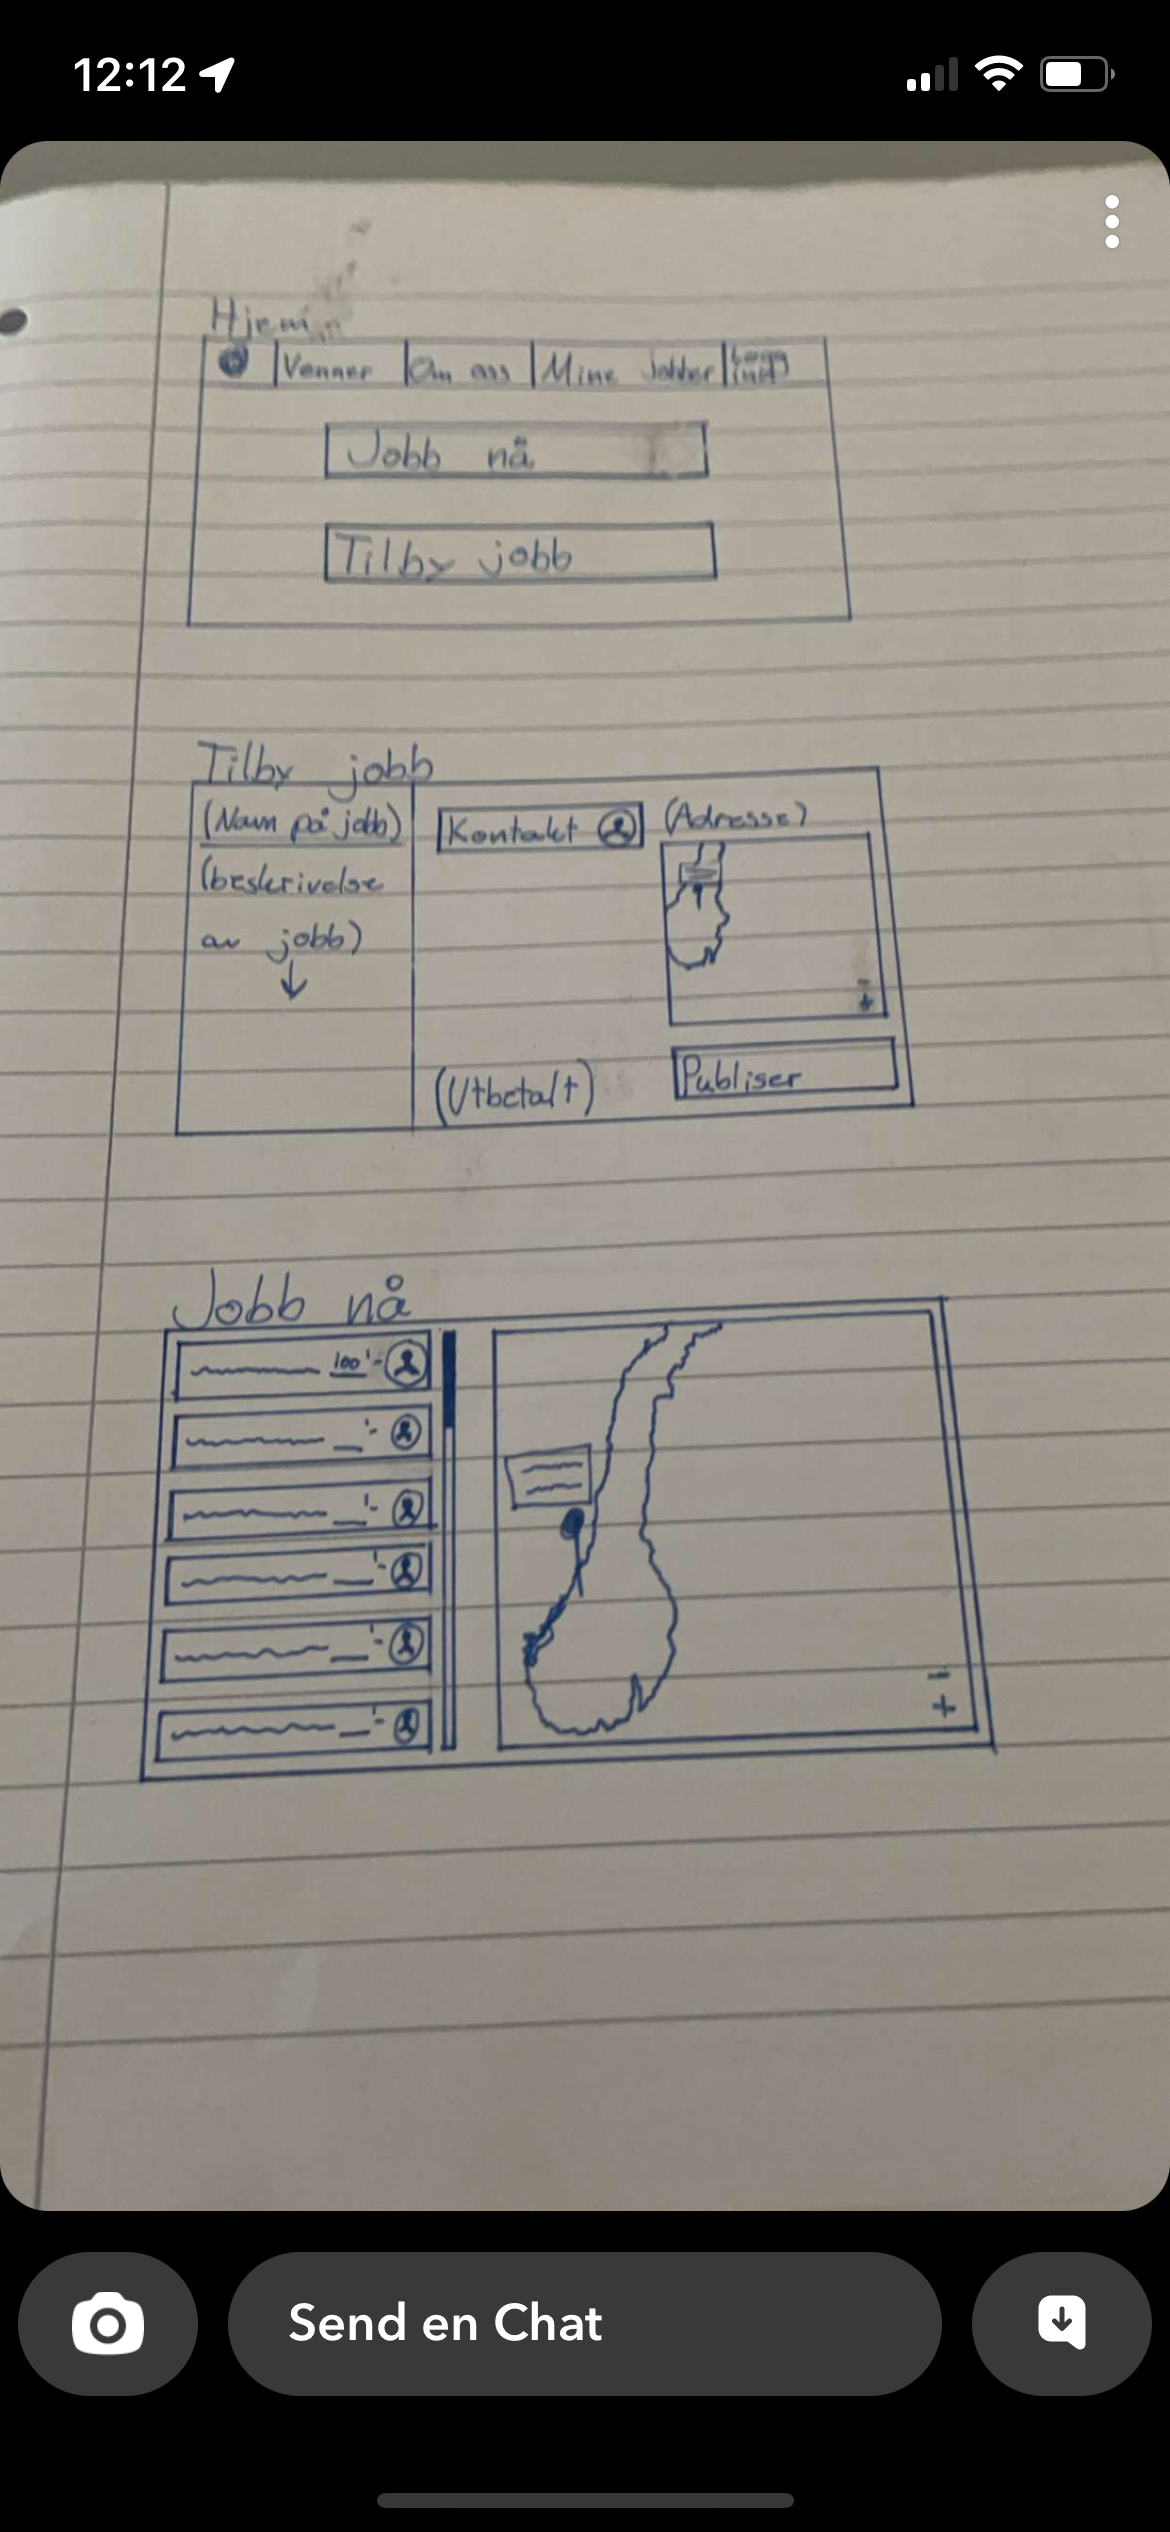 12:12
Hjem
Venner Om oss Mine jobber Logg inn
Jobb nå
Tilby jobb
Tilby jobb
(Navn på jobb) Kontakt (Adresse)
(beskrivelse
av jobb)
(Utbetalt) Publiser
Jobb nå
100'-
Send en Chat